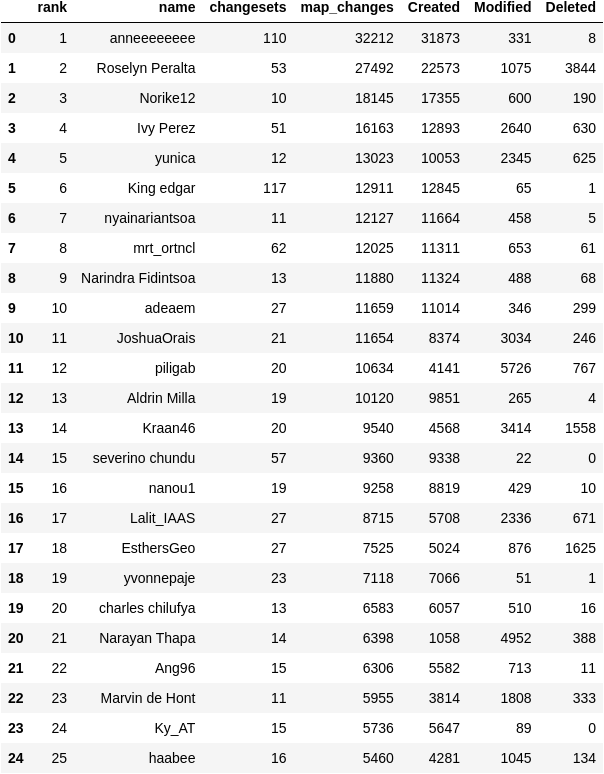 rank name changesets map_changes Created Modified Deleted
0 1 anneeeeeeee 110 32212 31873 331 8
1 2 Roselyn Peralta 53 27492 22573 1075 3844
2 3 Norike12 10 18145 17355 600 190
3 4 Ivy Perez 51 16163 12893 2640 630
4 5 yunica 12 13023 10053 2345 625
5 6 King edgar 117 12911 12845 65 1
6 7 nyainariantsoa 11 12127 11664 458 5
7 8 mrt_ortncl 62 12025 11311 653 61
8 9 Narindra Fidintsoa 13 11880 11324 488 68
9 10 adeaem 27 11659 11014 346 299
10 11 JoshuaOrais 21 11654 8374 3034 246
11 12 piligab 20 10634 4141 5726 767
12 13 Aldrin Milla 19 10120 9851 265 4
13 14 Kraan46 20 9540 4568 3414 1558
14 15 severino chundu 57 9360 9338 22 0
15 16 nanou1 19 9258 8819 429 10
16 17 Lalit_IAAS 27 8715 5708 2336 671
17 18 EsthersGeo 27 7525 5024 876 1625
18 19 yvonnepaje 23 7118 7066 51 1
19 20 charles chilufya 13 6583 6057 510 16
20 21 Narayan Thapa 14 6398 1058 4952 388
21 22 Ang96 15 6306 5582 713 11
22 23 Marvin de Hont 11 5955 3814 1808 333
23 24 Ky_AT 15 5736 5647 89 0
24 25 haabee 16 5460 4281 1045 134